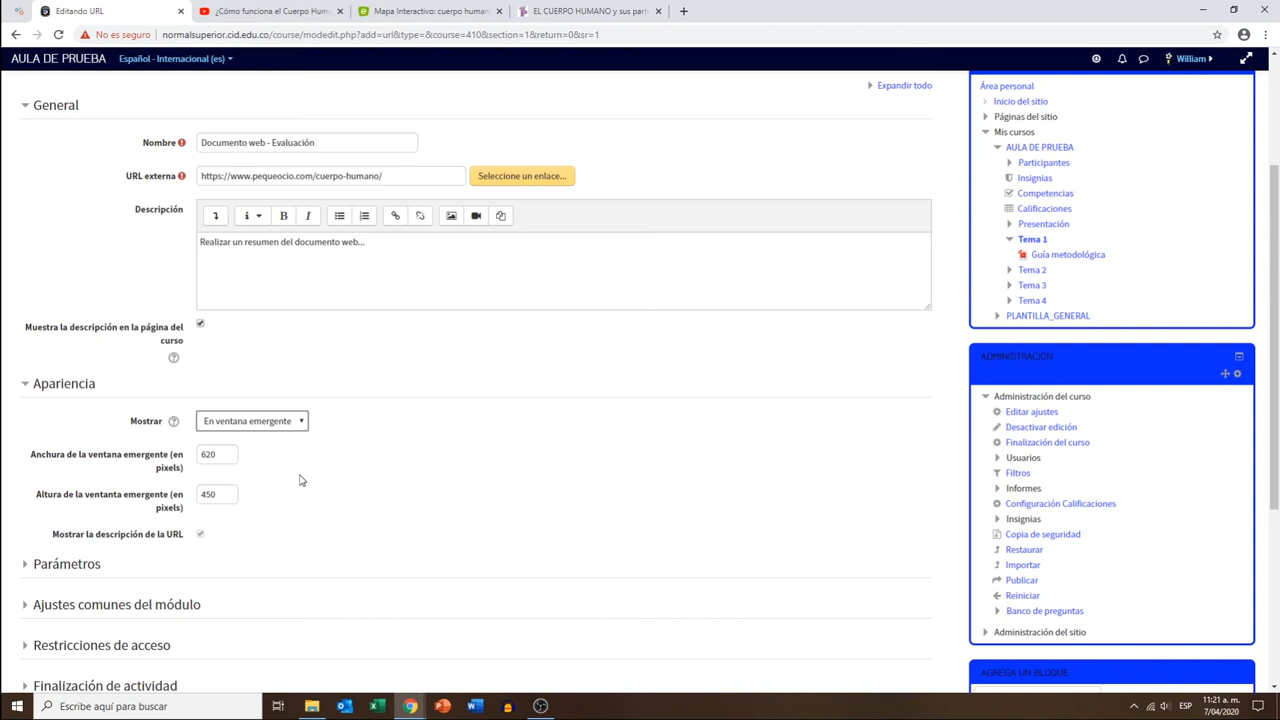 Editando URL
¿Cómo funciona el Cuerpo Hum
Mapa Interactivo: cuerpo human
EL CUERPO HUMANO y sus part
No es seguro
normalsuperior.cid.edu.co/course/modedit.php?add=url&type=&course=410&section=1&return=0&sr=1
AULA DE PRUEBA
Español - Internacional (es)
William
Expandir todo
General
Nombre
Documento web - Evaluación
URL externa
https://www.pequeocio.com/cuerpo-humano/
Seleccione un enlace...
Descripción
Realizar un resumen del documento web...
Muestra la descripción en la página del
curso
Apariencia
Mostrar
En ventana emergente
Anchura de la ventana emergente (en
pixels)
620
Altura de la ventanta emergente (en
pixels)
450
Mostrar la descripción de la URL
Parámetros
Ajustes comunes del módulo
Restricciones de acceso
Finalización de actividad
Área personal
Inicio del sitio
Páginas del sitio
Mis cursos
AULA DE PRUEBA
Participantes
Insignias
Competencias
Calificaciones
Presentación
Tema 1
Guía metodológica
Tema 2
Tema 3
Tema 4
PLANTILLA_GENERAL
ADMINISTRACIÓN
Administración del curso
Editar ajustes
Desactivar edición
Finalización del curso
Usuarios
Filtros
Informes
Configuración Calificaciones
Insignias
Copia de seguridad
Restaurar
Importar
Publicar
Reiniciar
Banco de preguntas
Administración del sitio
AGREGA UN BLOQUE
Escribe aquí para buscar
ESP
11:21 a. m.
7/04/2020